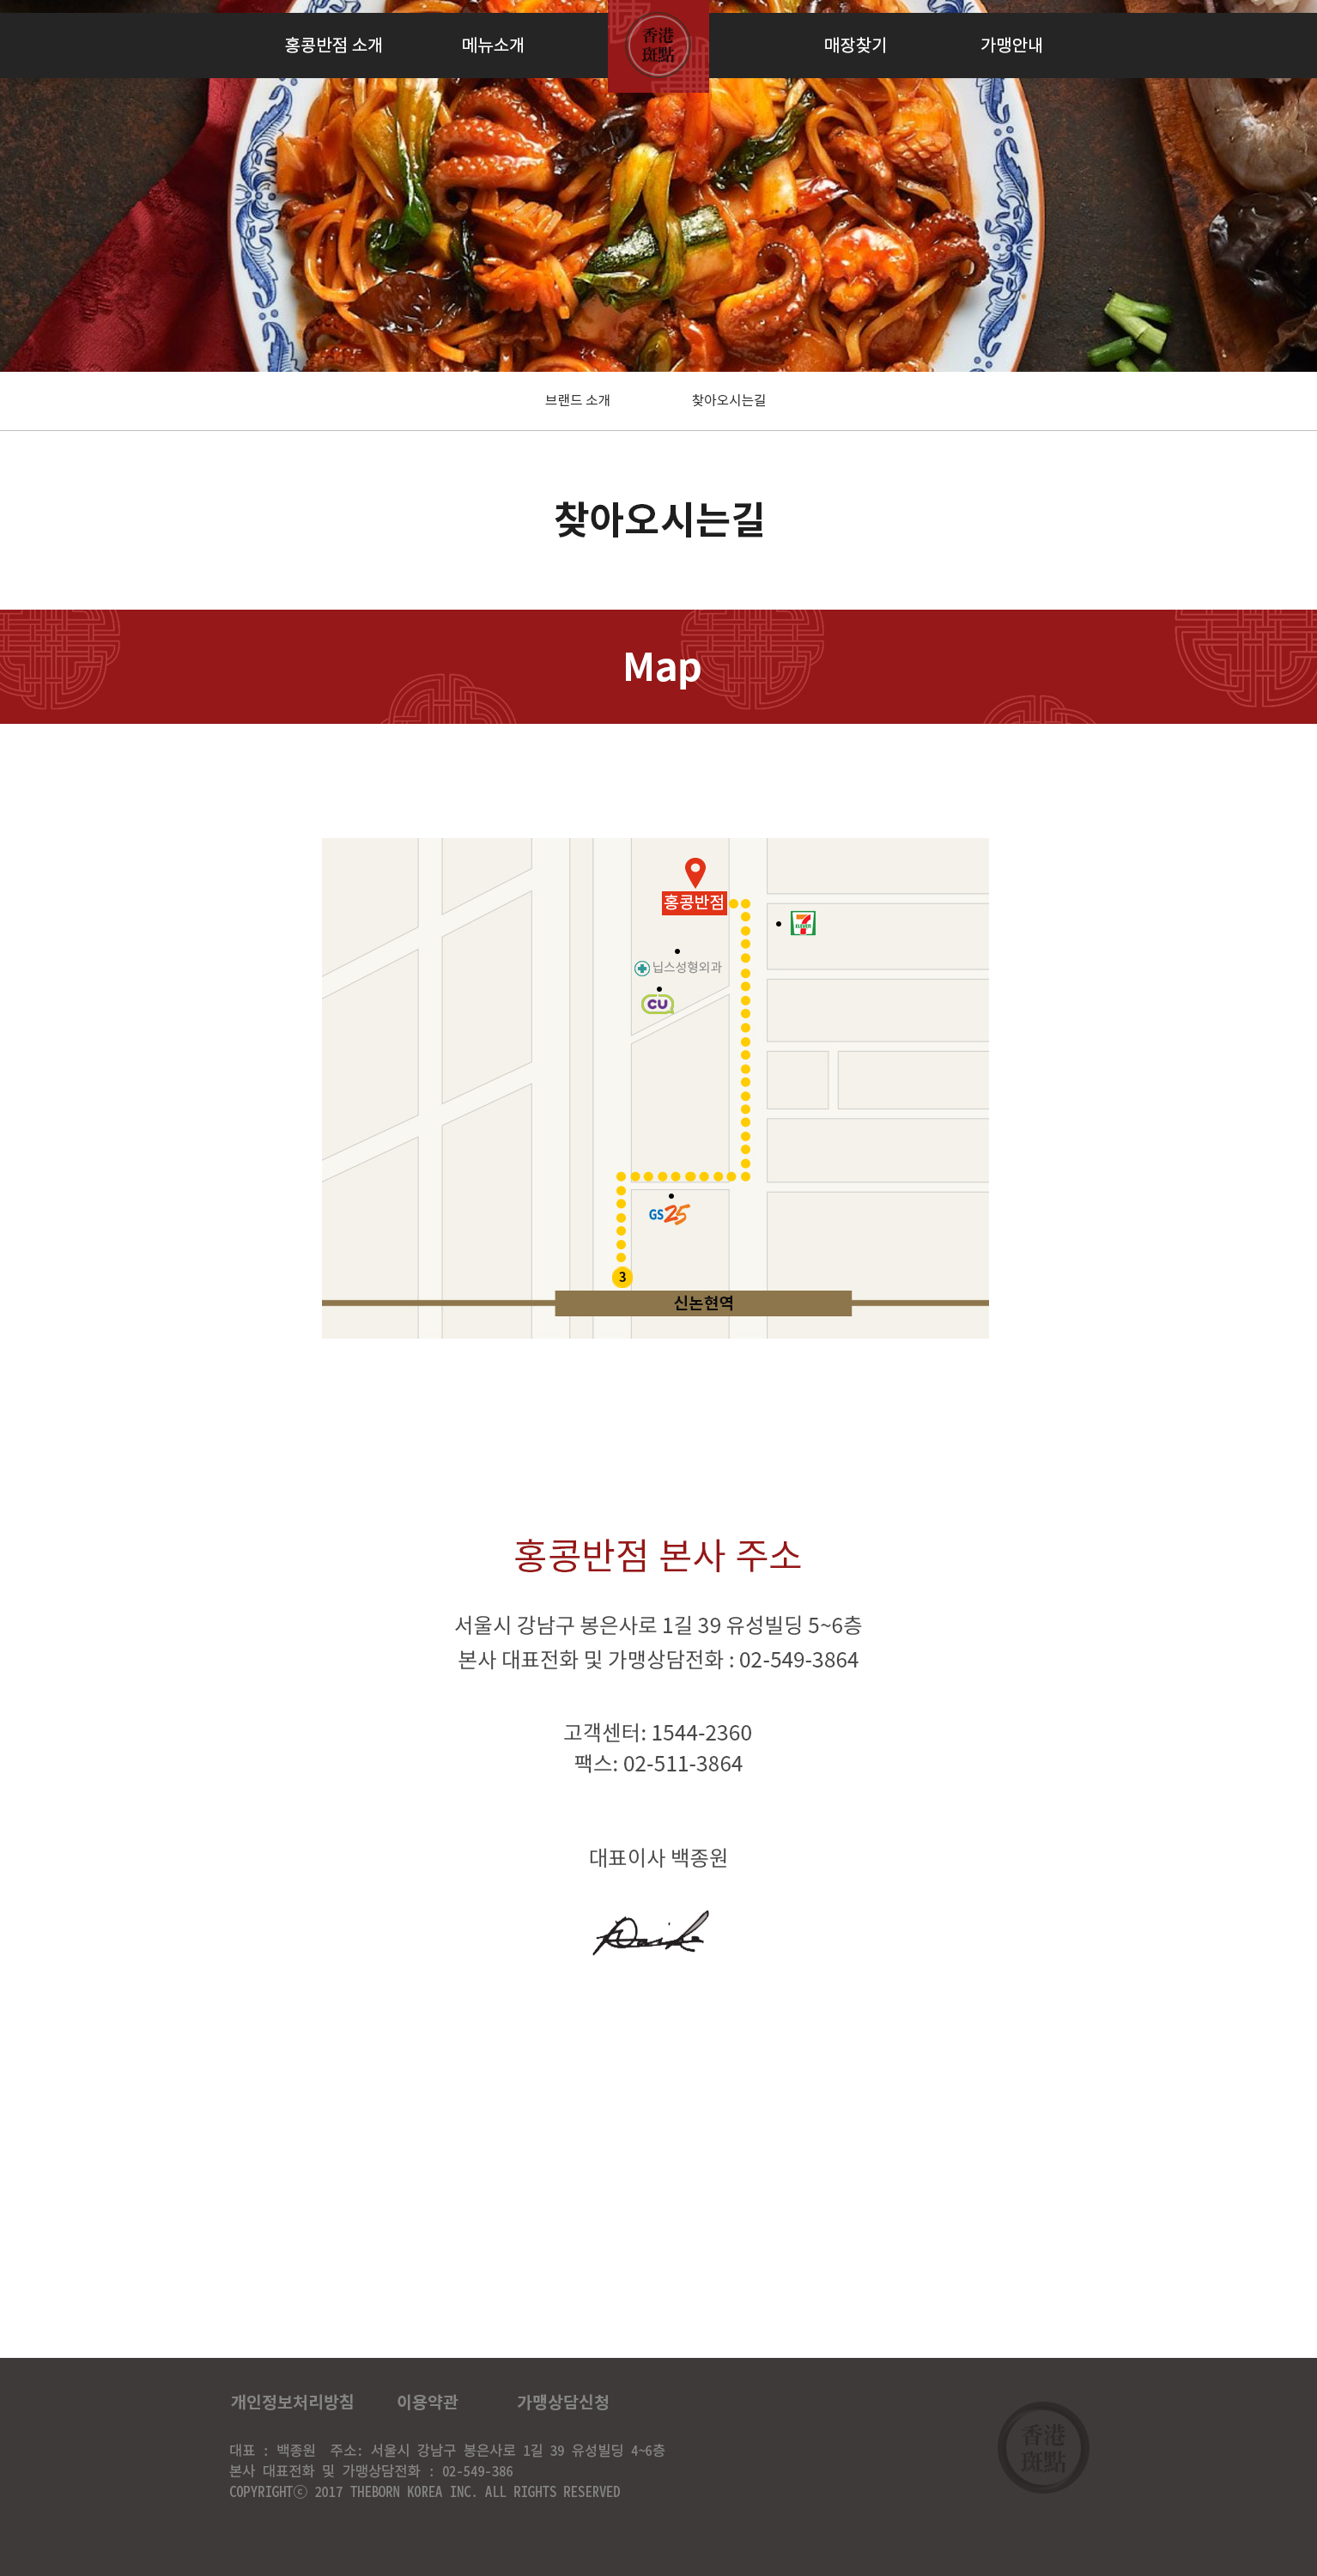 홍콩반점 소개
메뉴소개
香港
斑點
매장찾기
가맹안내
브랜드 소개
찾아오시는길
찾아오시는길
Map
홍콩반점
7 ELEVEN
닙스성형외과
CU
GS25
3
신논현역
홍콩반점 본사 주소
서울시 강남구 봉은사로 1길 39 유성빌딩 5~6층
본사 대표전화 및 가맹상담전화 : 02-549-3864
고객센터: 1544-2360
팩스: 02-511-3864
대표이사 백종원
개인정보처리방침
이용약관
가맹상담신청
대표 : 백종원 주소: 서울시 강남구 봉은사로 1길 39 유성빌딩 4~6층
본사 대표전화 및 가맹상담전화 : 02-549-386
COPYRIGHTⓒ 2017 THEBORN KOREA INC. ALL RIGHTS RESERVED
香港
斑點